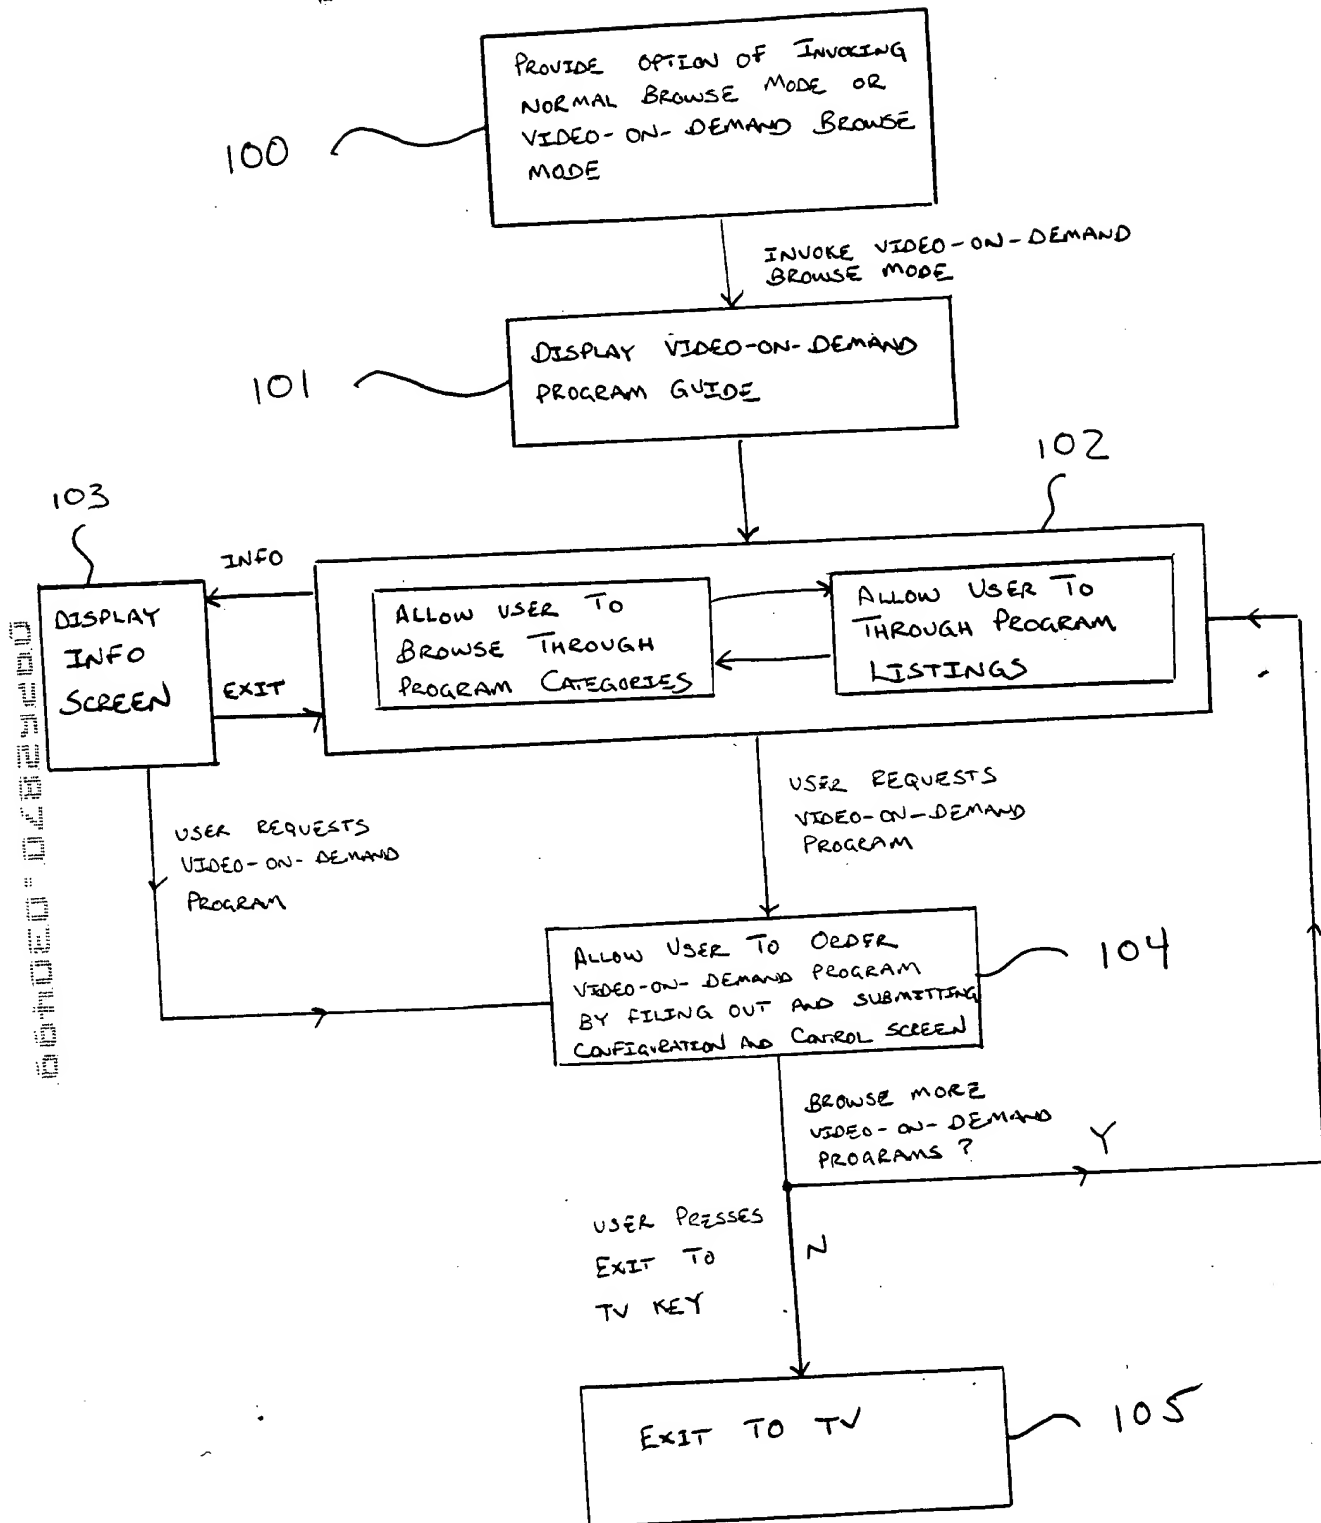 PROVIDE OPTION OF INVOKING
NORMAL BROWSE MODE OR
VIDEO-ON-DEMAND BROWSE
MODE
100
INVOKE VIDEO-ON-DEMAND
BROWSE MODE
DISPLAY VIDEO-ON-DEMAND
PROGRAM GUIDE
101
102
103
INFO
DISPLAY
INFO
SCREEN
EXIT
ALLOW USER TO
BROWSE THROUGH
PROGRAM CATEGORIES
ALLOW USER TO
THROUGH PROGRAM
LISTINGS
USER REQUESTS
VIDEO-ON-DEMAND
PROGRAM
USER REQUESTS
VIDEO-ON-DEMAND
PROGRAM
ALLOW USER TO ORDER
VIDEO-ON-DEMAND PROGRAM
BY FILING OUT AND SUBMITTING
CONFIGURATION AND CONTROL SCREEN
104
BROWSE MORE
VIDEO-ON-DEMAND
PROGRAMS ?
Y
USER PRESSES
EXIT TO
TV KEY
N
EXIT TO TV
105